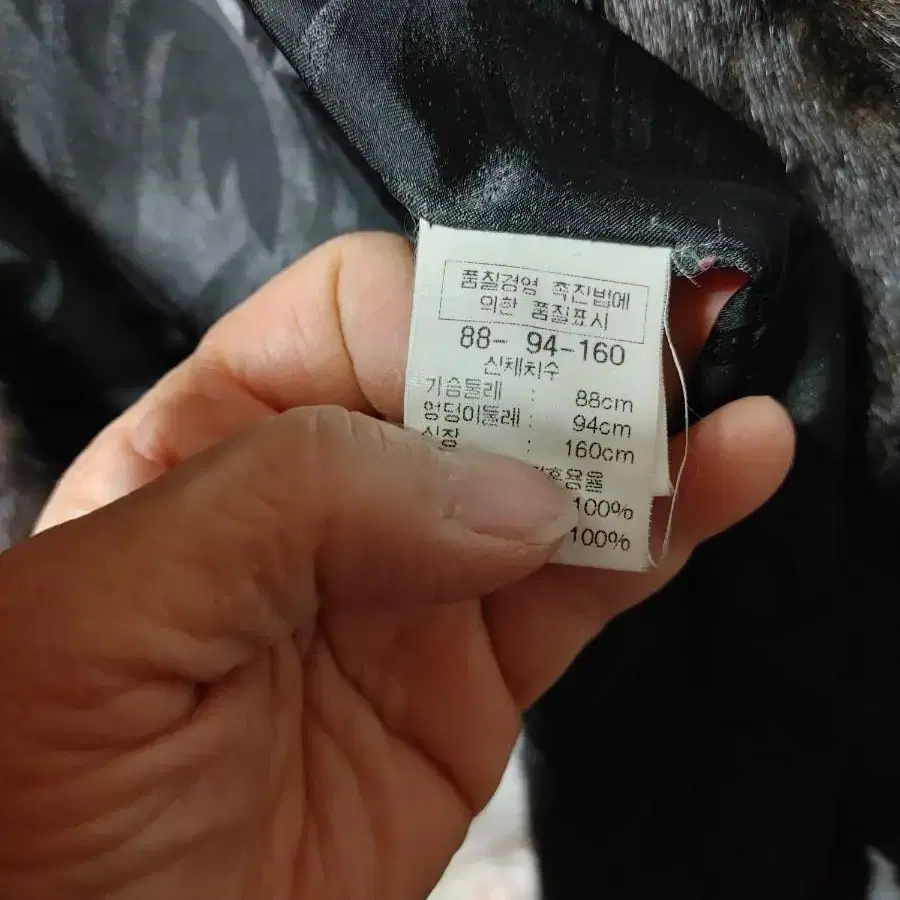 품질경영 촉진법에
의한 품질표시
88- 94-160
신체치수
가슴둘레 : 88cm
엉덩이둘레 : 94cm
신장 : 160cm
100%
100%